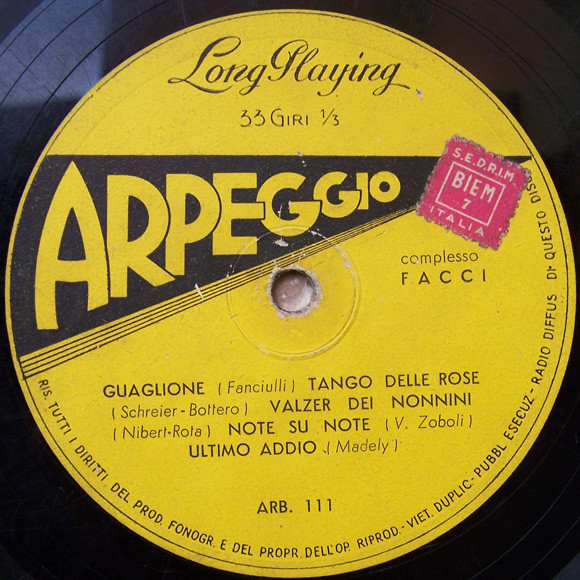 Long Playing
33 GIRI 1/3
ARPEGGIO
S.E.D.R.I.M.
BIEM
7
ITALIA
complesso
FACCI
GUAGLIONE (Fanciulli) TANGO DELLE ROSE
(Schreier-Bottero) VALZER DEI NONNINI
(Nibert-Rota) NOTE SU NOTE (V. Zoboli)
ULTIMO ADDIO (Madely)
ARB. 111
RIS. TUTTI I DIRITTI DEL PROD. FONOGR. E DEL PROPR. DELL'OP. RIPROD.-VIET. DUPLIC.-PUBBL ESECUZ-RADIO DIFFUS DI QUESTO DISC